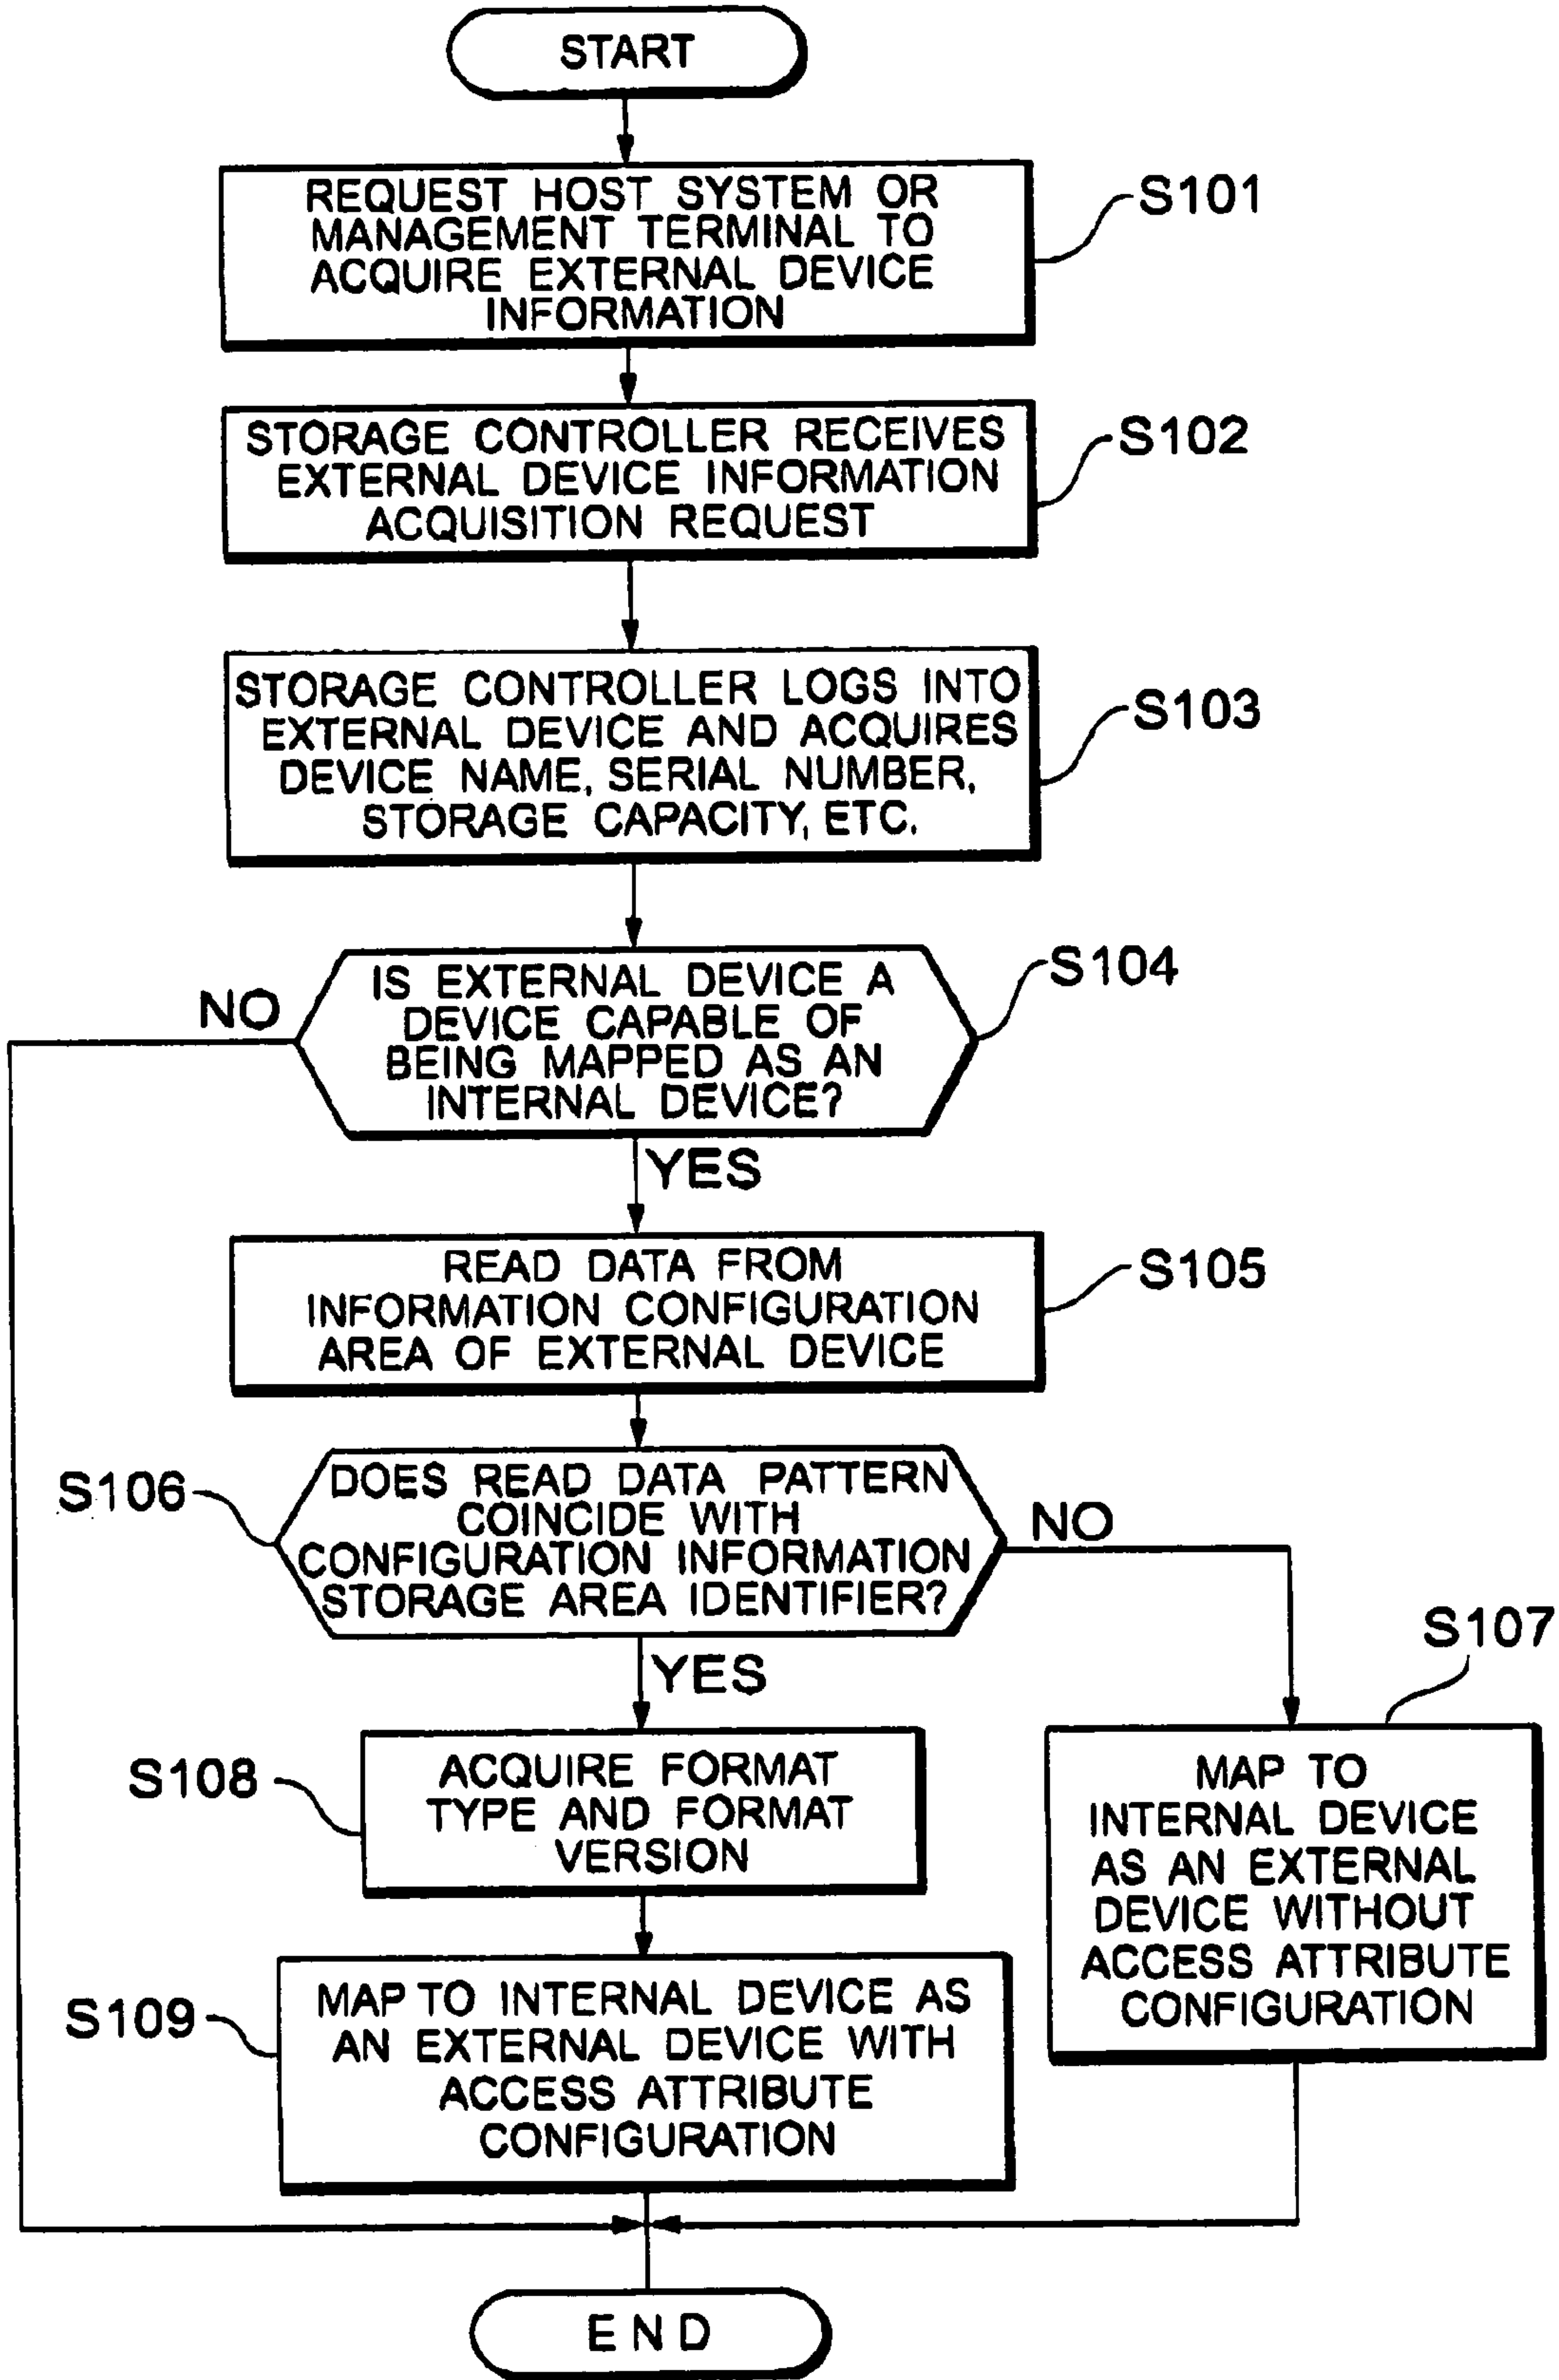 START
REQUEST HOST SYSTEM OR
MANAGEMENT TERMINAL TO
ACQUIRE EXTERNAL DEVICE
INFORMATION
S101
STORAGE CONTROLLER RECEIVES
EXTERNAL DEVICE INFORMATION
ACQUISITION REQUEST
S102
STORAGE CONTROLLER LOGS INTO
EXTERNAL DEVICE AND ACQUIRES
DEVICE NAME, SERIAL NUMBER,
STORAGE CAPACITY, ETC.
S103
IS EXTERNAL DEVICE A
DEVICE CAPABLE OF
BEING MAPPED AS AN
INTERNAL DEVICE?
S104
NO
YES
READ DATA FROM
INFORMATION CONFIGURATION
AREA OF EXTERNAL DEVICE
S105
S106
DOES READ DATA PATTERN
COINCIDE WITH
CONFIGURATION INFORMATION
STORAGE AREA IDENTIFIER?
NO
YES
S107
MAP TO
INTERNAL DEVICE
AS AN EXTERNAL
DEVICE WITHOUT
ACCESS ATTRIBUTE
CONFIGURATION
S108
ACQUIRE FORMAT
TYPE AND FORMAT
VERSION
S109
MAP TO INTERNAL DEVICE AS
AN EXTERNAL DEVICE WITH
ACCESS ATTRIBUTE
CONFIGURATION
END